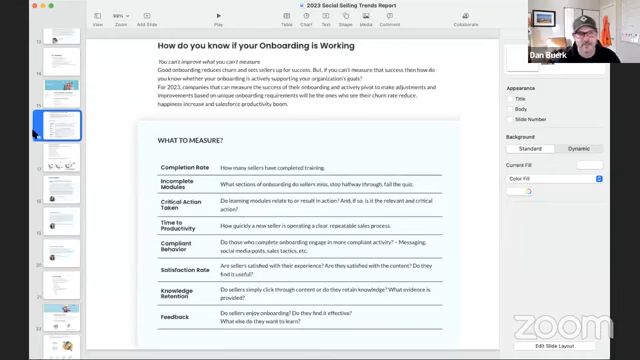 2023 Social Selling Trends Report
98%
View
Zoom
Add Slide
Play
Table
Chart
Text
Shape
Media
Comment
Collaborate
Dan Buerk
How do you know if your Onboarding is Working
You can't improve what you can't measure
Good onboarding reduces churn and sets sellers up for success. But, if you can't measure that success then how do
you know whether your onboarding is actively supporting your organization's goals?
For 2023, companies that can measure the success of their onboarding and actively pivot to make adjustments and
improvements based on unique onboarding requirements will be the ones who see their churn rate reduce,
happiness increase and salesforce productivity boom.
WHAT TO MEASURE?
Completion Rate How many sellers have completed training.
Incomplete Modules What sections of onboarding do sellers miss, stop halfway through, fail the quiz.
Critical Action Taken Do learning modules relate to or result in action? And, if so, is it the relevant and critical
action?
Time to Productivity How quickly a new seller is operating a clear, repeatable sales process.
Compliant Behavior Do those who complete onboarding engage in more compliant activity? – Messaging,
social media posts, sales tactics, etc.
Satisfaction Rate Are sellers satisfied with their experience? Are they satisfied with the content? Do they
find it useful?
Knowledge Retention Do sellers simply click through content or do they retain knowledge? What evidence is
provided?
Feedback Do sellers enjoy onboarding? Do they find it effective?
What else do they want to learn?
Appearance
Title
Body
Slide Number
Background
Standard
Dynamic
Current Fill
Color Fill
Edit Slide Layout
zoom
13
14
15
17
18
19
20
21
22